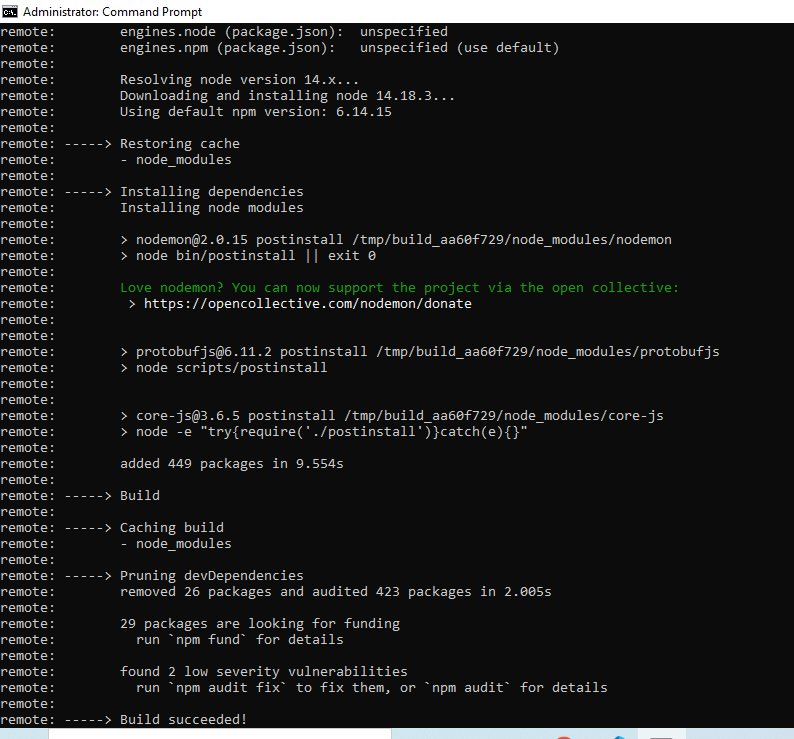 Administrator: Command Prompt
remote:        engines.node (package.json):  unspecified
remote:        engines.npm (package.json):   unspecified (use default)
remote:
remote:        Resolving node version 14.x...
remote:        Downloading and installing node 14.18.3...
remote:        Using default npm version: 6.14.15
remote:
remote: -----> Restoring cache
remote:        - node_modules
remote:
remote: -----> Installing dependencies
remote:        Installing node modules
remote:
remote:        > nodemon@2.0.15 postinstall /tmp/build_aa60f729/node_modules/nodemon
remote:        > node bin/postinstall || exit 0
remote:
remote:        Love nodemon? You can now support the project via the open collective:
remote:         > https://opencollective.com/nodemon/donate
remote:
remote:
remote:        > protobufjs@6.11.2 postinstall /tmp/build_aa60f729/node_modules/protobufjs
remote:        > node scripts/postinstall
remote:
remote:
remote:        > core-js@3.6.5 postinstall /tmp/build_aa60f729/node_modules/core-js
remote:        > node -e "try{require('./postinstall')}catch(e){}"
remote:
remote:        added 449 packages in 9.554s
remote:
remote: -----> Build
remote:
remote: -----> Caching build
remote:        - node_modules
remote:
remote: -----> Pruning devDependencies
remote:        removed 26 packages and audited 423 packages in 2.005s
remote:
remote:        29 packages are looking for funding
remote:          run `npm fund` for details
remote:
remote:        found 2 low severity vulnerabilities
remote:          run `npm audit fix` to fix them, or `npm audit` for details
remote:
remote: -----> Build succeeded!